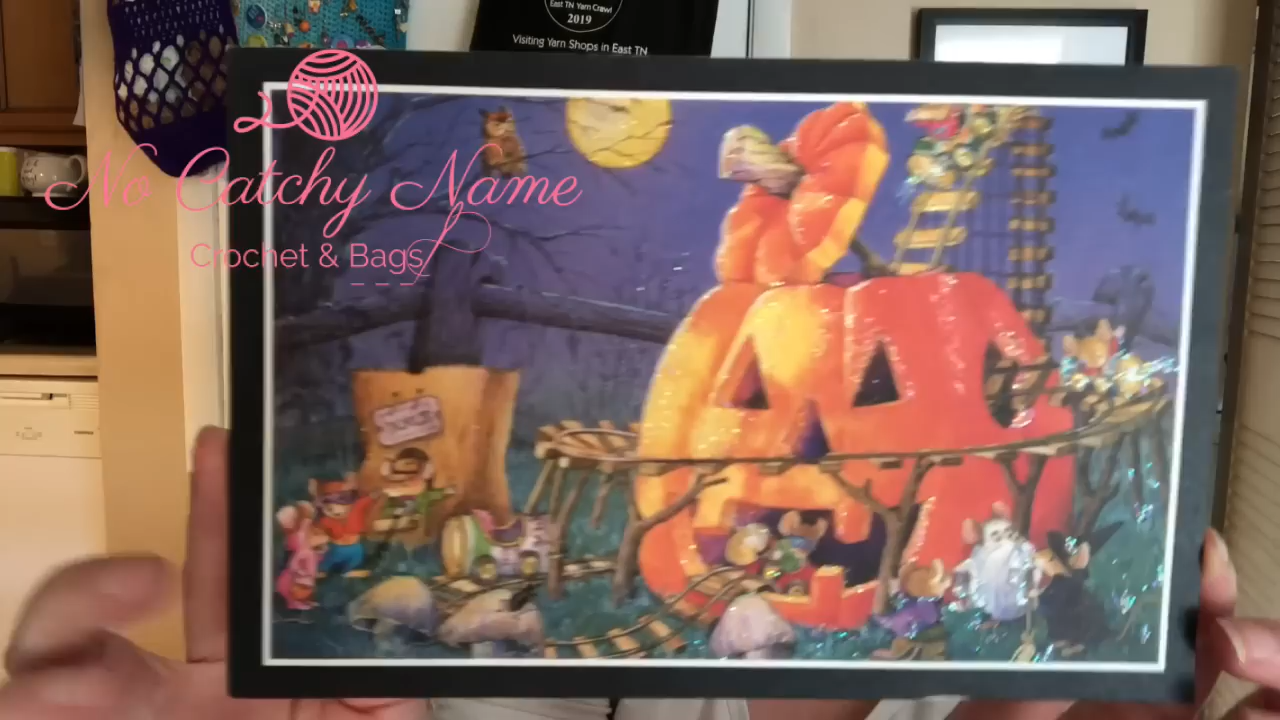 East TN Yarn Crawl
2019
Visiting Yarn Shops in East TN
No Catchy Name
Crochet & Bags